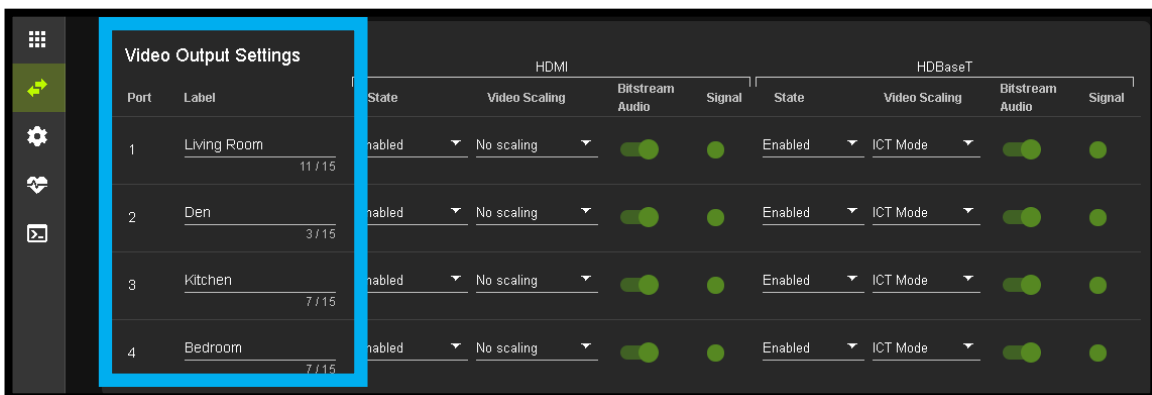 Video Output Settings
HDMI
HDBaseT
Port Label State Video Scaling Bitstream Audio Signal State Video Scaling Bitstream Audio Signal
1 Living Room nabled No scaling Enabled ICT Mode
11 / 15
2 Den nabled No scaling Enabled ICT Mode
3 / 15
3 Kitchen nabled No scaling Enabled ICT Mode
7 / 15
4 Bedroom nabled No scaling Enabled ICT Mode
7 / 15